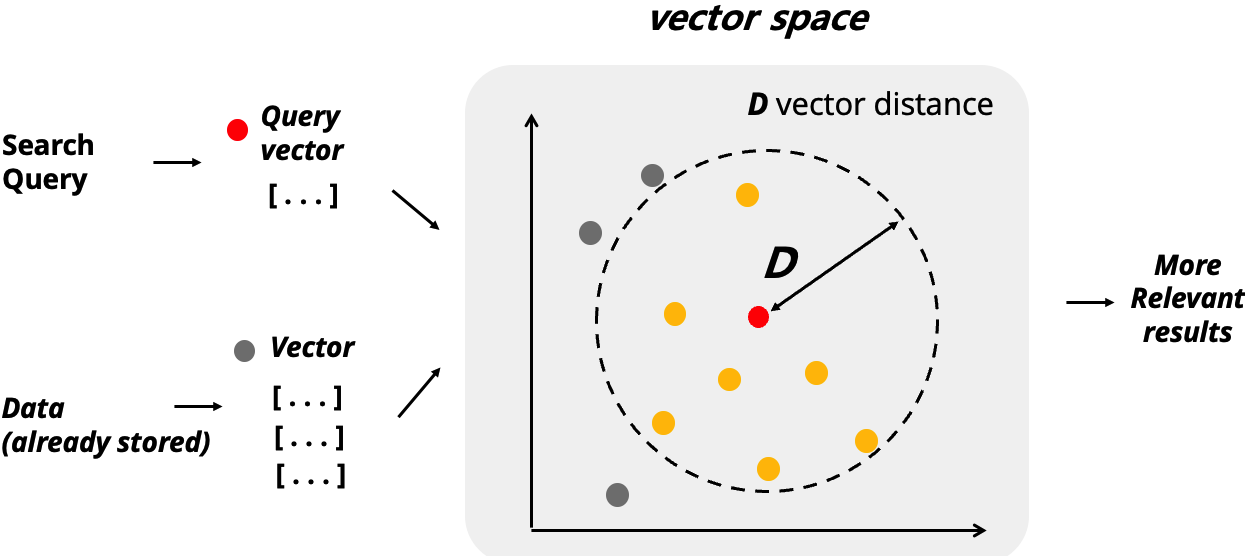 vector space
D vector distance
Search
Query
Query
vector
[...]
D
Vector
[...]
[...]
[...]
Data
(already stored)
More
Relevant
results